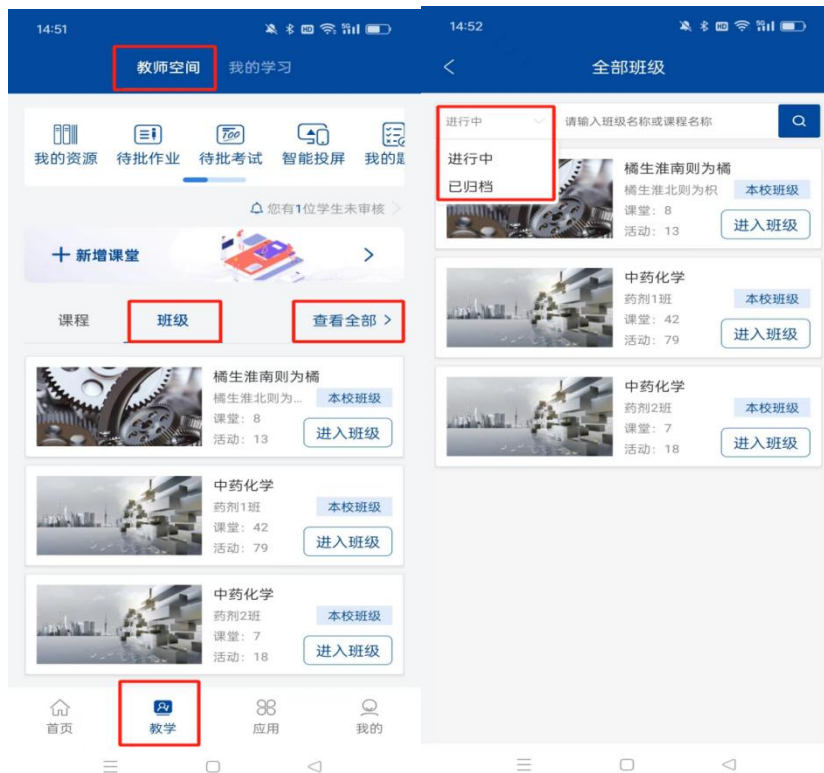 14:51
HD 5G
教师空间 我的学习
我的资源 待批作业 待批考试 智能投屏 我的题
您有1位学生未审核 >
新增课堂 >
课程 班级 查看全部 >
橘生淮南则为橘
橘生淮北则为... 本校班级
课堂: 8
活动: 13 进入班级
中药化学
药剂1班 本校班级
课堂: 42
活动: 79 进入班级
中药化学
药剂2班 本校班级
课堂: 7
活动: 18 进入班级
首页 教学 应用 我的
14:52
HD 5G
全部班级
进行中 请输入班级名称或课程名称
进行中
已归档
橘生淮南则为橘
橘生淮北则为枳 本校班级
课堂: 8
活动: 13 进入班级
中药化学
药剂1班 本校班级
课堂: 42
活动: 79 进入班级
中药化学
药剂2班 本校班级
课堂: 7
活动: 18 进入班级